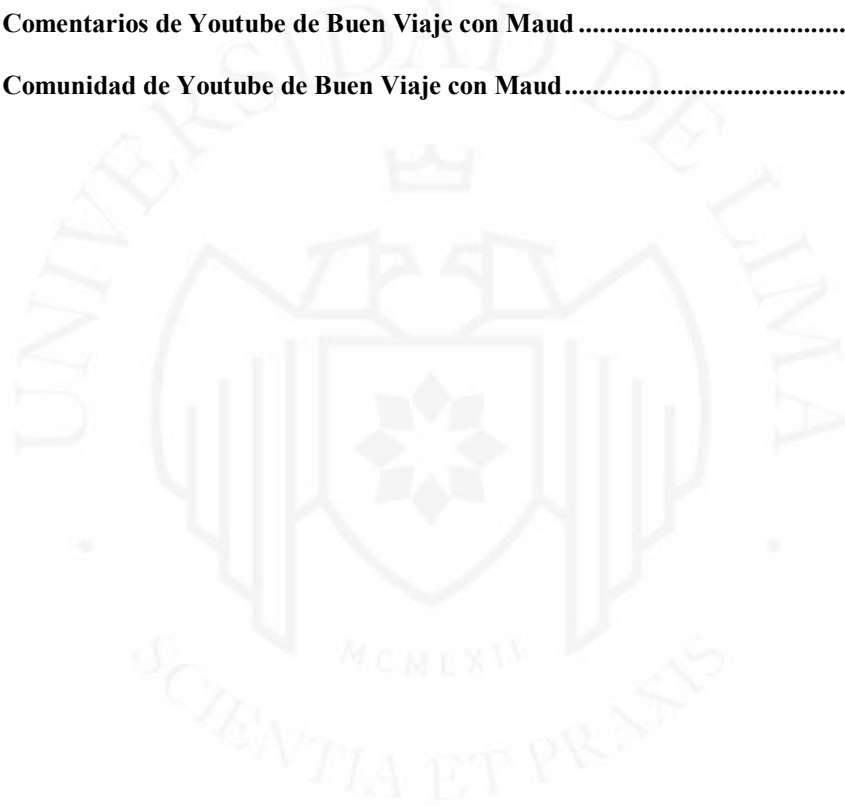 Comentarios de Youtube de Buen Viaje con Maud ......................................
Comunidad de Youtube de Buen Viaje con Maud........................................
UNIVERSIDAD DE LIMA
MCMLXII
SCIENTIA ET PRAXIS